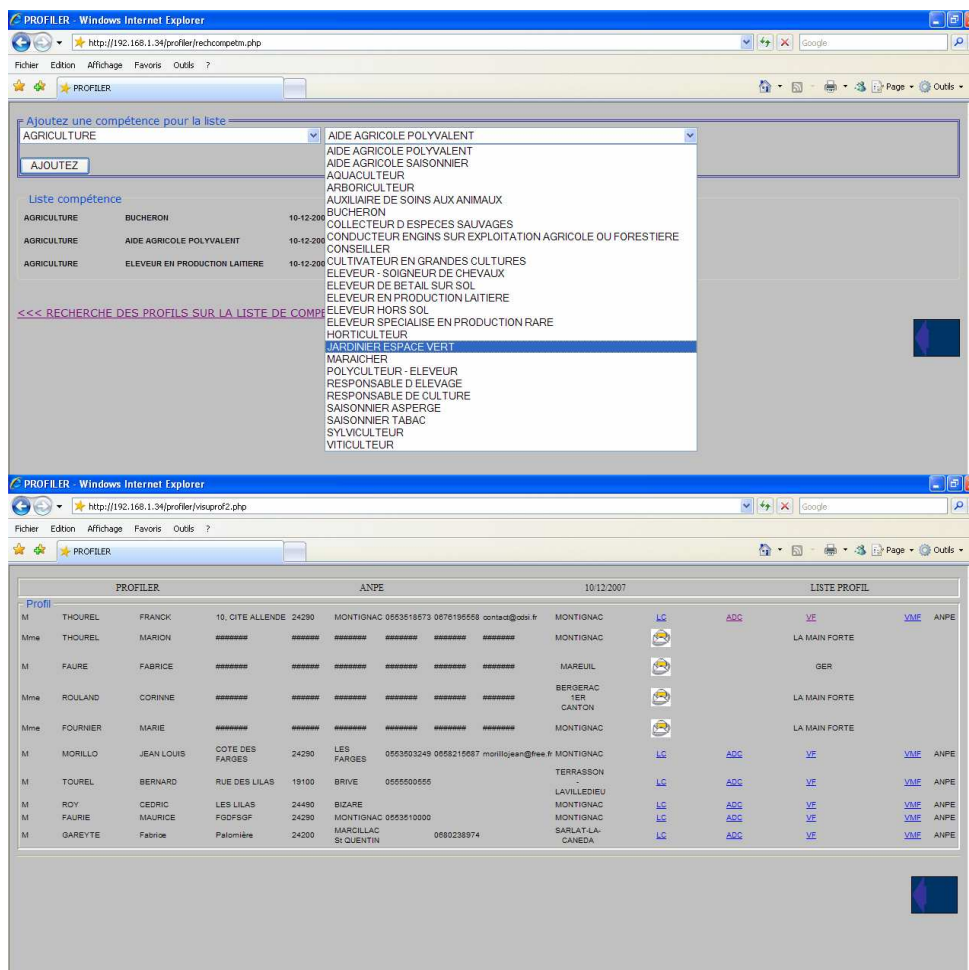 PROFILER - Windows Internet Explorer
http://192.168.1.34/profiler/rechcompetm.php
Google
Fichier Edition Affichage Favoris Outils ?
PROFILER
Page Outils
Ajoutez une compétence pour la liste
AGRICULTURE AIDE AGRICOLE POLYVALENT
AJOUTEZ
AIDE AGRICOLE POLYVALENT
AIDE AGRICOLE SAISONNIER
AQUACULTEUR
ARBORICULTEUR
AUXILIAIRE DE SOINS AUX ANIMAUX
BUCHERON
COLLECTEUR D ESPECES SAUVAGES
CONDUCTEUR ENGINS SUR EXPLOITATION AGRICOLE OU FORESTIERE
CONSEILLER
CULTIVATEUR EN GRANDES CULTURES
ELEVEUR - SOIGNEUR DE CHEVAUX
ELEVEUR DE BETAIL SUR SOL
ELEVEUR EN PRODUCTION LAITIERE
ELEVEUR HORS SOL
ELEVEUR SPECIALISE EN PRODUCTION RARE
HORTICULTEUR
JARDINIER ESPACE VERT
MARAICHER
POLYCULTEUR - ELEVEUR
RESPONSABLE D ELEVAGE
RESPONSABLE DE CULTURE
SAISONNIER ASPERGE
SAISONNIER TABAC
SYLVICULTEUR
VITICULTEUR
Liste compétence
AGRICULTURE BUCHERON 10-12-200
AGRICULTURE AIDE AGRICOLE POLYVALENT 10-12-200
AGRICULTURE ELEVEUR EN PRODUCTION LAITIERE 10-12-200
<<< RECHERCHE DES PROFILS SUR LA LISTE DE COMPE
PROFILER - Windows Internet Explorer
http://192.168.1.34/profiler/visuprof2.php
Google
Fichier Edition Affichage Favoris Outils ?
PROFILER
Page Outils
PROFILER ANPE 10/12/2007 LISTE PROFIL
Profil
M THOUREL FRANCK 10, CITE ALLENDE 24290 MONTIGNAC 0553518573 0676195558 contact@cdsi.fr MONTIGNAC LC ADC VF VMF ANPE
Mme THOUREL MARION ####### ###### ####### ####### ####### ####### MONTIGNAC LA MAIN FORTE
M FAURE FABRICE ####### ###### ####### ####### ####### ####### MAREUIL GER
Mme ROULAND CORINNE ####### ###### ####### ####### ####### ####### BERGERAC 1ER CANTON LA MAIN FORTE
Mme FOURNIER MARIE ####### ###### ####### ####### ####### ####### MONTIGNAC LA MAIN FORTE
M MORILLO JEAN LOUIS COTE DES FARGES 24290 LES FARGES 0553503249 0658215687 morillojean@free.fr MONTIGNAC LC ADC VF VMF ANPE
M TOUREL BERNARD RUE DES LILAS 19100 BRIVE 0555500555 TERRASSON - LAVILLEDIEU LC ADC VF VMF ANPE
M ROY CEDRIC LES LILAS 24490 BIZARE MONTIGNAC LC ADC VF VMF ANPE
M FAURIE MAURICE FGDFSGF 24290 MONTIGNAC 0553510000 MONTIGNAC LC ADC VF VMF ANPE
M GAREYTE Fabrice Palomière 24200 MARCILLAC St QUENTIN 0680238974 SARLAT-LA-CANEDA LC ADC VF VMF ANPE